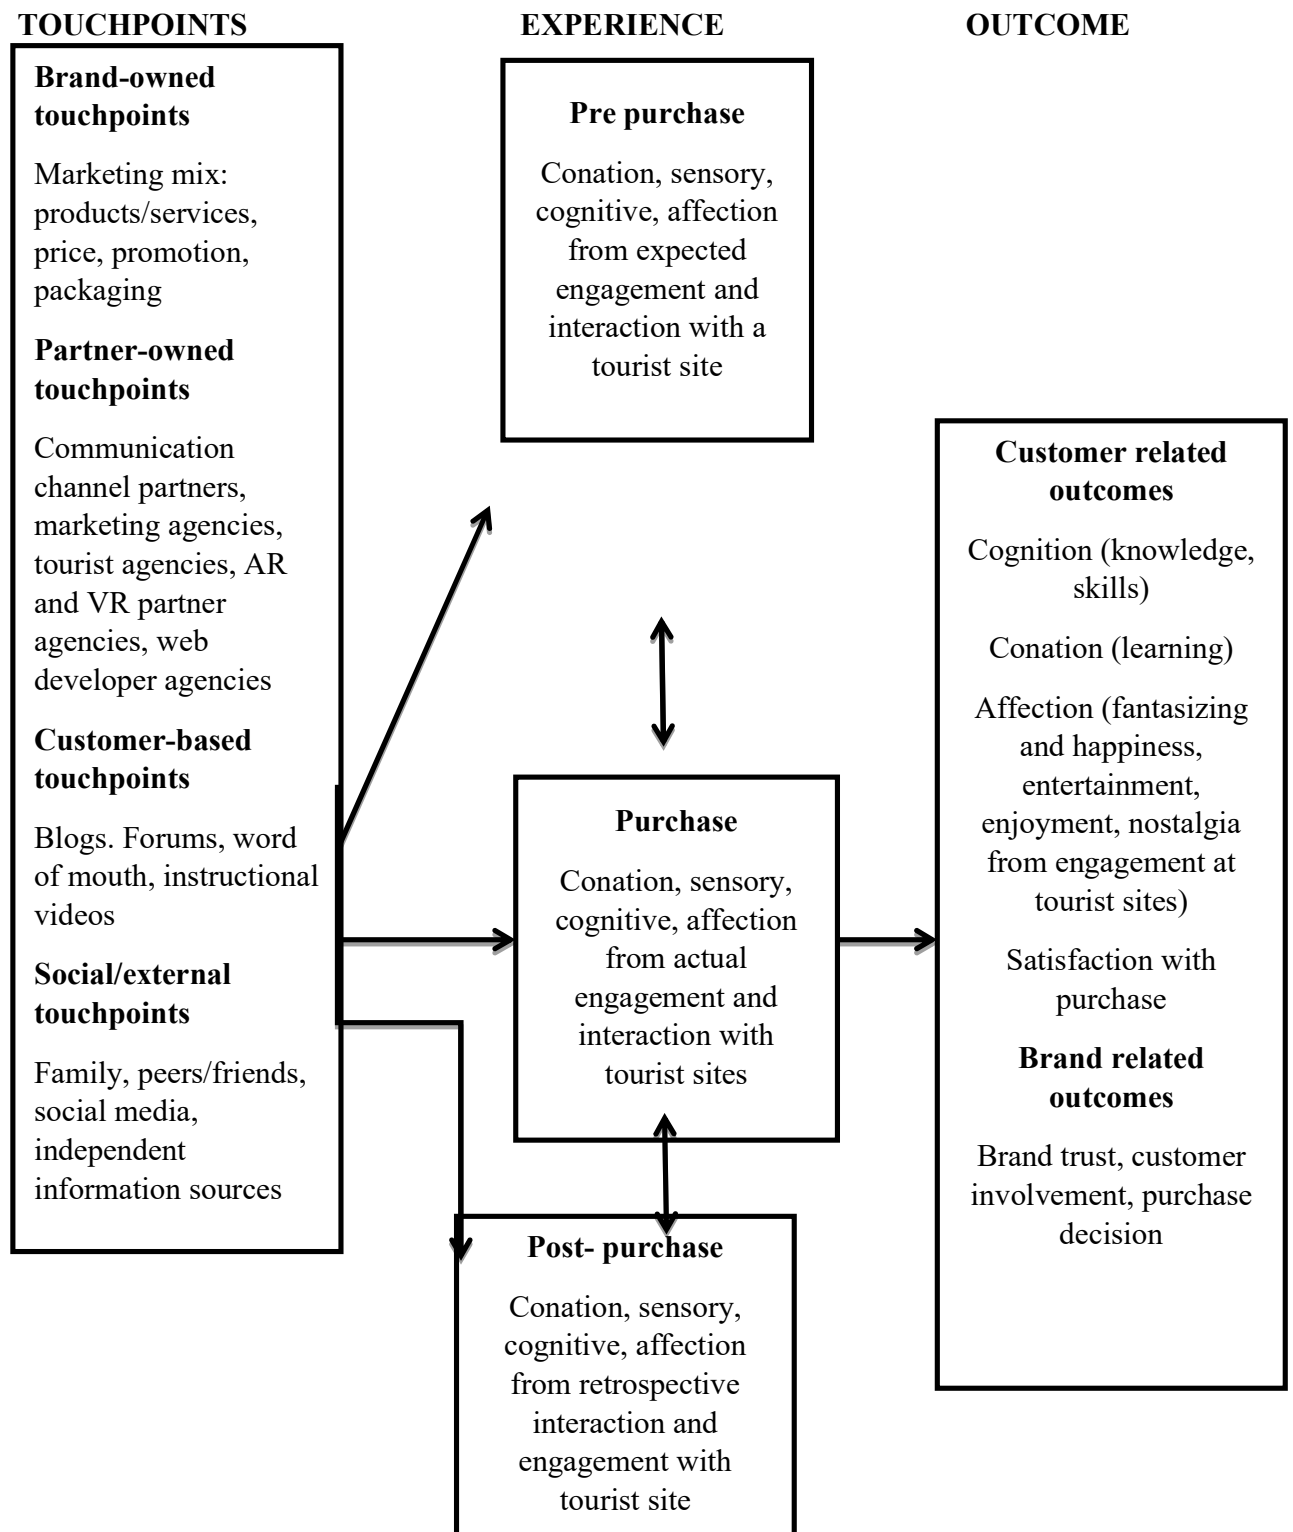 TOUCHPOINTS
EXPERIENCE
OUTCOME
Brand-owned
touchpoints
Marketing mix:
products/services,
price, promotion,
packaging
Partner-owned
touchpoints
Communication
channel partners,
marketing agencies,
tourist agencies, AR
and VR partner
agencies, web
developer agencies
Customer-based
touchpoints
Blogs. Forums, word
of mouth, instructional
videos
Social/external
touchpoints
Family, peers/friends,
social media,
independent
information sources
Pre purchase
Conation, sensory,
cognitive, affection
from expected
engagement and
interaction with a
tourist site
Purchase
Conation, sensory,
cognitive, affection
from actual
engagement and
interaction with
tourist sites
Post- purchase
Conation, sensory,
cognitive, affection
from retrospective
interaction and
engagement with
tourist site
Customer related
outcomes
Cognition (knowledge,
skills)
Conation (learning)
Affection (fantasizing
and happiness,
entertainment,
enjoyment, nostalgia
from engagement at
tourist sites)
Satisfaction with
purchase
Brand related
outcomes
Brand trust, customer
involvement, purchase
decision